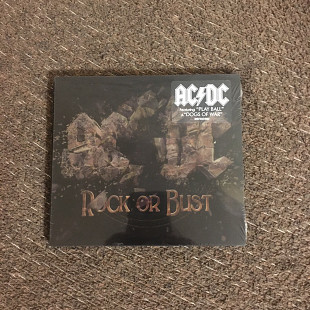 AC/DC
featuring "PLAY BALL"
& "DOGS OF WAR"
AC DC
ROCK OR BUST